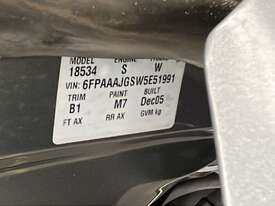 MODEL ENGINE
18534 S W
VIN: 6FPAAAJGSW5E51991
TRIM PAINT BUILT
B1 M7 Dec05
FT AX RR AX GVM kg